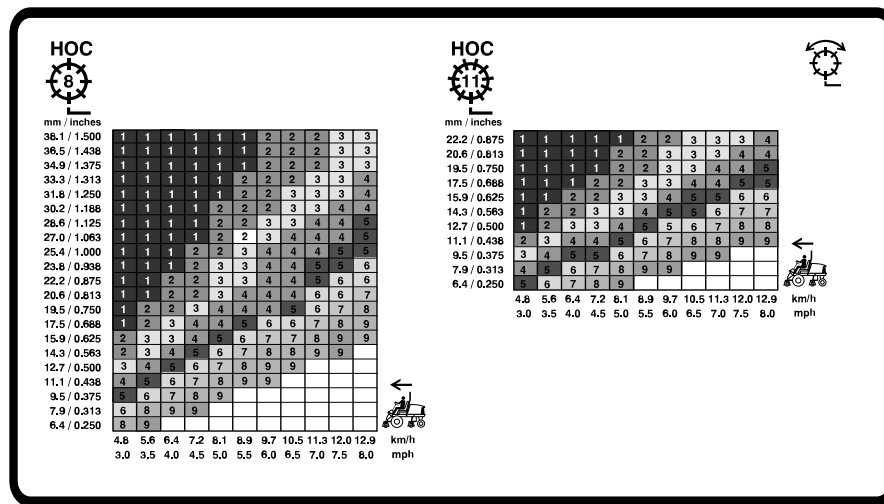 HOC
8
mm / inches
38.1 / 1.500 1 1 1 1 1 1 2 2 2 3 3
36.5 / 1.438 1 1 1 1 1 1 2 2 2 3 3
34.9 / 1.375 1 1 1 1 1 1 2 2 2 3 3
33.3 / 1.313 1 1 1 1 1 2 2 2 3 3 4
31.8 / 1.250 1 1 1 1 1 2 2 3 3 3 4
30.2 / 1.188 1 1 1 1 2 2 2 3 3 4 4
28.6 / 1.125 1 1 1 1 2 2 3 3 4 4 5
27.0 / 1.063 1 1 1 1 2 2 3 4 4 4 5
25.4 / 1.000 1 1 1 2 2 3 3 4 4 5 5
23.8 / 0.938 1 1 1 2 3 3 4 4 5 5 6
22.2 / 0.875 1 1 2 2 3 3 4 4 5 6 6
20.6 / 0.813 1 1 2 2 3 4 4 4 6 6 7
19.5 / 0.750 1 2 2 3 4 4 4 5 6 7 8
17.5 / 0.688 1 2 3 4 4 5 6 6 7 8 9
15.9 / 0.625 2 3 3 4 5 6 7 7 8 8 9
14.3 / 0.563 2 3 4 5 6 7 7 8 9 9
12.7 / 0.500 3 4 5 6 7 8 9 9
11.1 / 0.438 4 5 6 7 8 9 9
9.5 / 0.375 5 6 7 8 9
7.9 / 0.313 6 8 9 9
6.4 / 0.250 8 9
4.8 5.6 6.4 7.2 8.1 8.9 9.7 10.5 11.3 12.0 12.9 km/h
3.0 3.5 4.0 4.5 5.0 5.5 6.0 6.5 7.0 7.5 8.0 mph
HOC
11
mm / inches
22.2 / 0.875 1 1 1 1 1 2 2 3 3 3 4
20.6 / 0.813 1 1 1 1 2 2 3 3 3 4 4
19.5 / 0.750 1 1 1 1 2 2 3 3 4 4 5
17.5 / 0.688 1 1 1 2 2 3 3 4 4 5 5
15.9 / 0.625 1 1 2 2 3 3 4 5 5 6 6
14.3 / 0.563 1 2 2 3 3 4 5 5 6 7 7
12.7 / 0.500 1 2 3 3 4 5 5 6 7 8 8
11.1 / 0.438 2 3 4 4 5 6 7 8 8 9 9
9.5 / 0.375 3 4 5 5 6 7 8 9 9
7.9 / 0.313 4 5 6 7 8 9 9
6.4 / 0.250 5 6 7 8 9
4.8 5.6 6.4 7.2 8.1 8.9 9.7 10.5 11.3 12.0 12.9 km/h
3.0 3.5 4.0 4.5 5.0 5.5 6.0 6.5 7.0 7.5 8.0 mph